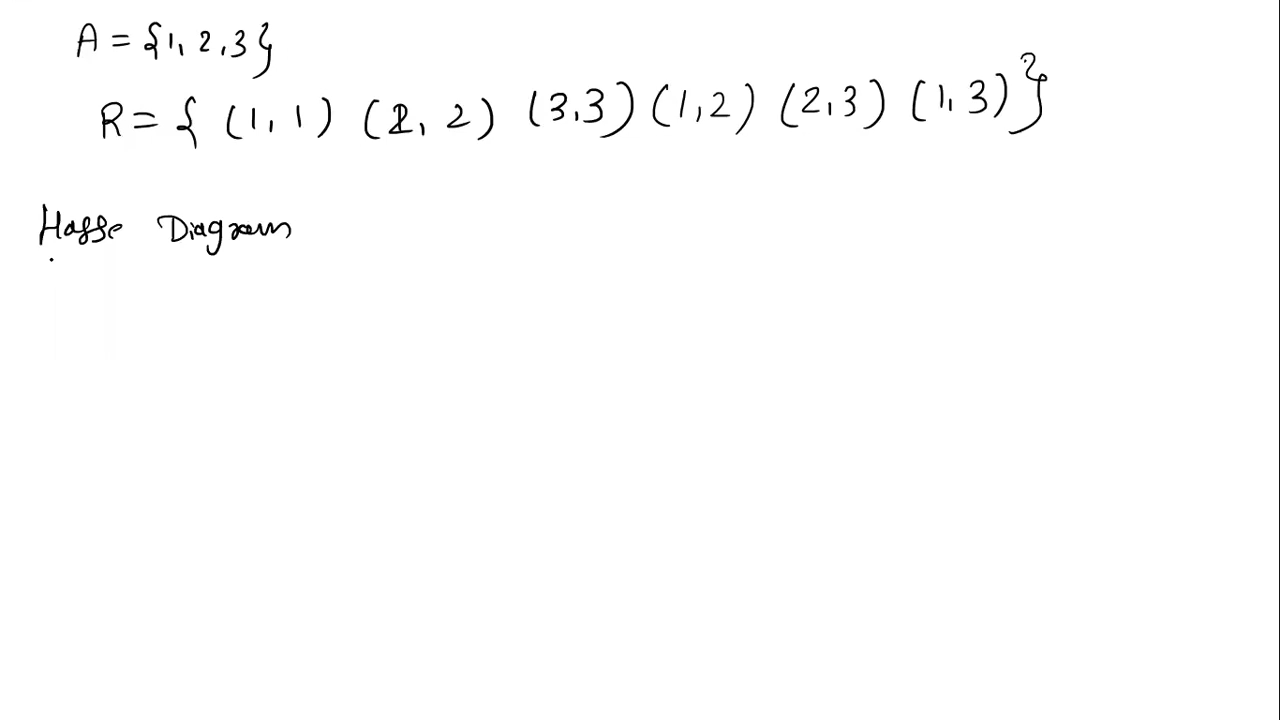 A = {1, 2, 3}
R = { (1, 1) (2, 2) (3,3) (1,2) (2,3) (1,3) }
Hasse Diagram